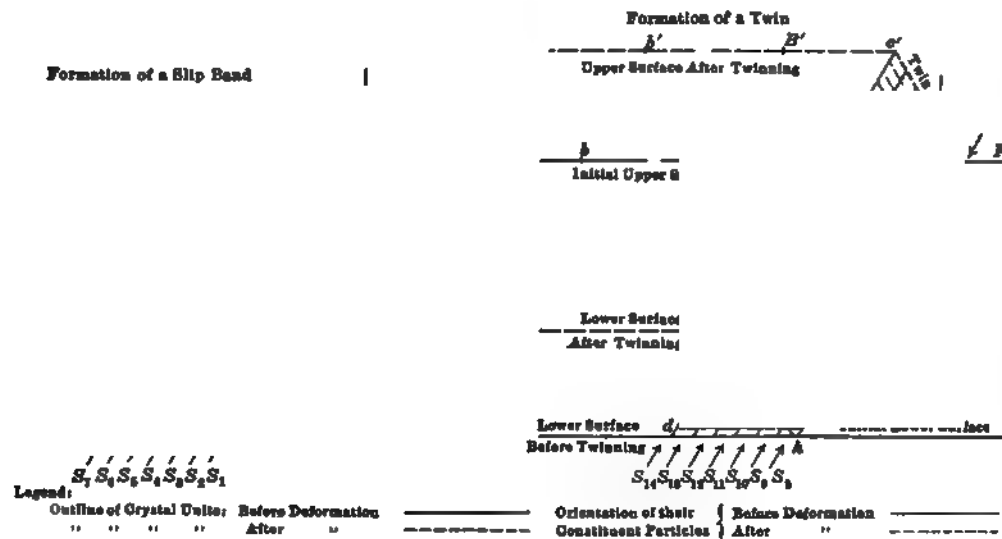 Formation of a Twin
b' B' c'
Upper Surface After Twinning
Twin
Formation of a Slip Band
b
Initial Upper S
Lower Surface
After Twinning
Lower Surface d
Before Twinning
S7 S6 S5 S4 S3 S2 S1
S14 S13 S12 S11 S10 S9 S8
Legend:
Outline of Crystal Units: Before Deformation Orientation of their Before Deformation
" " " " After " Constituent Particles After "